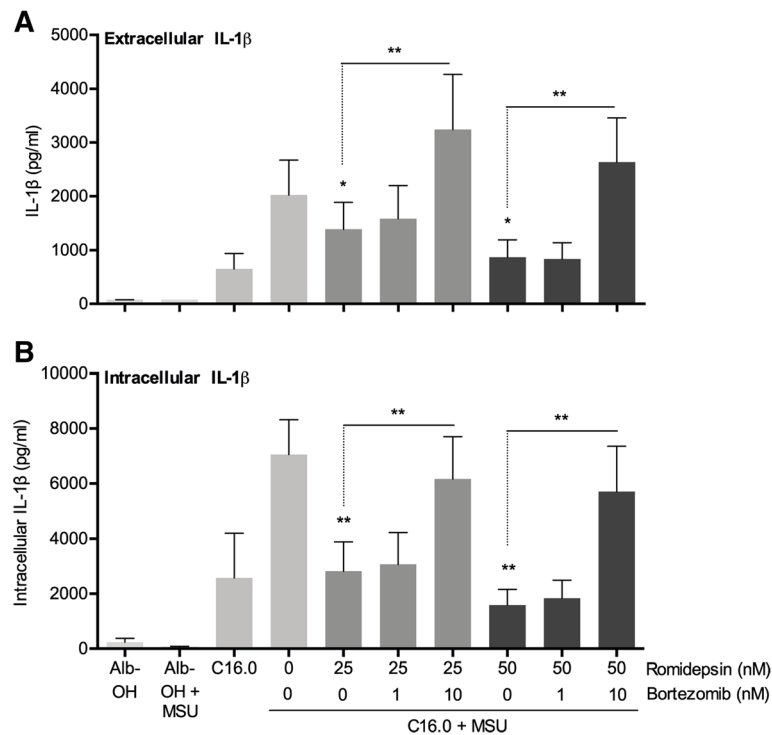 A
Extracellular IL-1β
5000
4000
3000
2000
1000
0
IL-1β (pg/ml)
**
**
*
*
B
Intracellular IL-1β
10000
8000
6000
4000
2000
0
Intracellular IL-1β (pg/ml)
**
**
**
**
Alb-OH
Alb-OH + MSU
C16.0
0 25 25 25 50 50 50 Romidepsin (nM)
0 0 1 10 0 1 10 Bortezomib (nM)
C16.0 + MSU